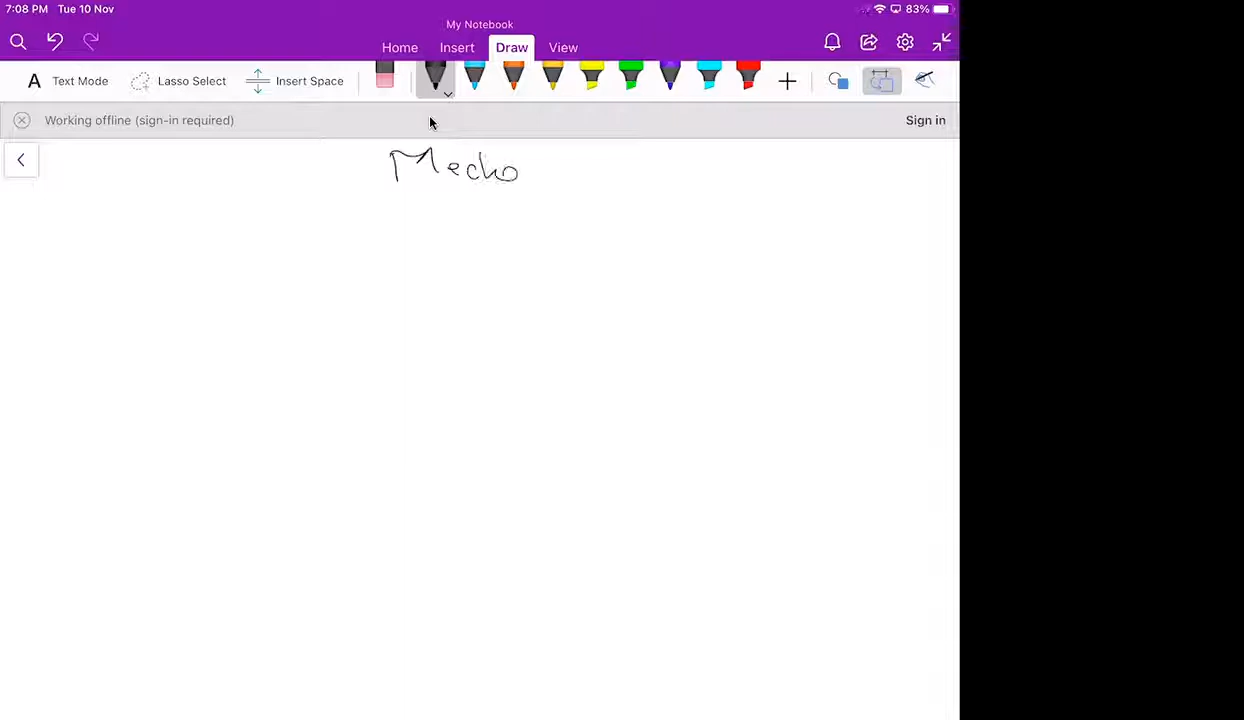 7:08 PM Tue 10 Nov 83%
My Notebook
Home Insert Draw View
A Text Mode Lasso Select Insert Space
Working offline (sign-in required) Sign in
Mecho